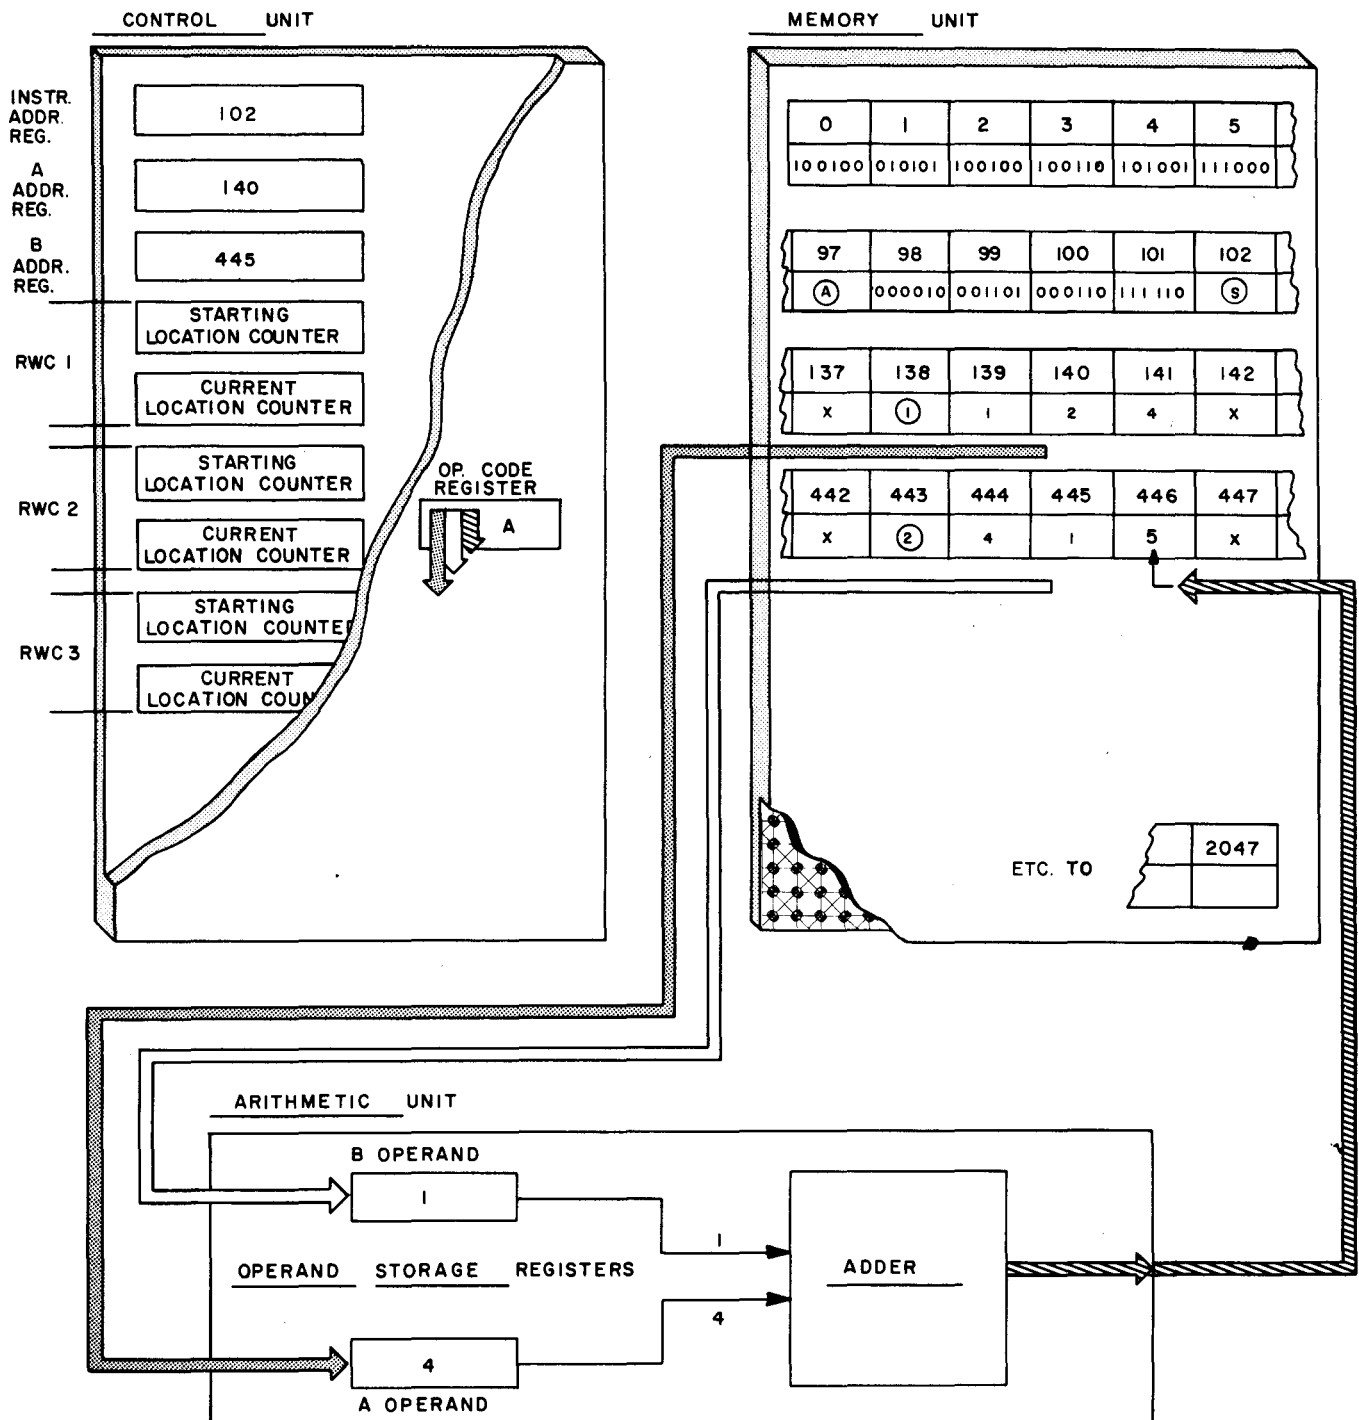 CONTROL UNIT
INSTR. ADDR. REG.
102
A ADDR. REG.
140
B ADDR. REG.
445
RWC 1
STARTING
LOCATION COUNTER
CURRENT
LOCATION COUNTER
RWC 2
STARTING
LOCATION COUNTER
CURRENT
LOCATION COUNTER
RWC 3
STARTING
LOCATION COUNTE
CURRENT
LOCATION COUN
OP. CODE
REGISTER
A
MEMORY UNIT
0 1 2 3 4 5
100100 010101 100100 100110 101001 111000
97 98 99 100 101 102
A 000010 001101 000110 111110 S
137 138 139 140 141 142
X 1 1 2 4 X
442 443 444 445 446 447
X 2 4 1 5 X
ETC. TO
2047
ARITHMETIC UNIT
B OPERAND
1
1
OPERAND STORAGE REGISTERS
ADDER
4
4
A OPERAND